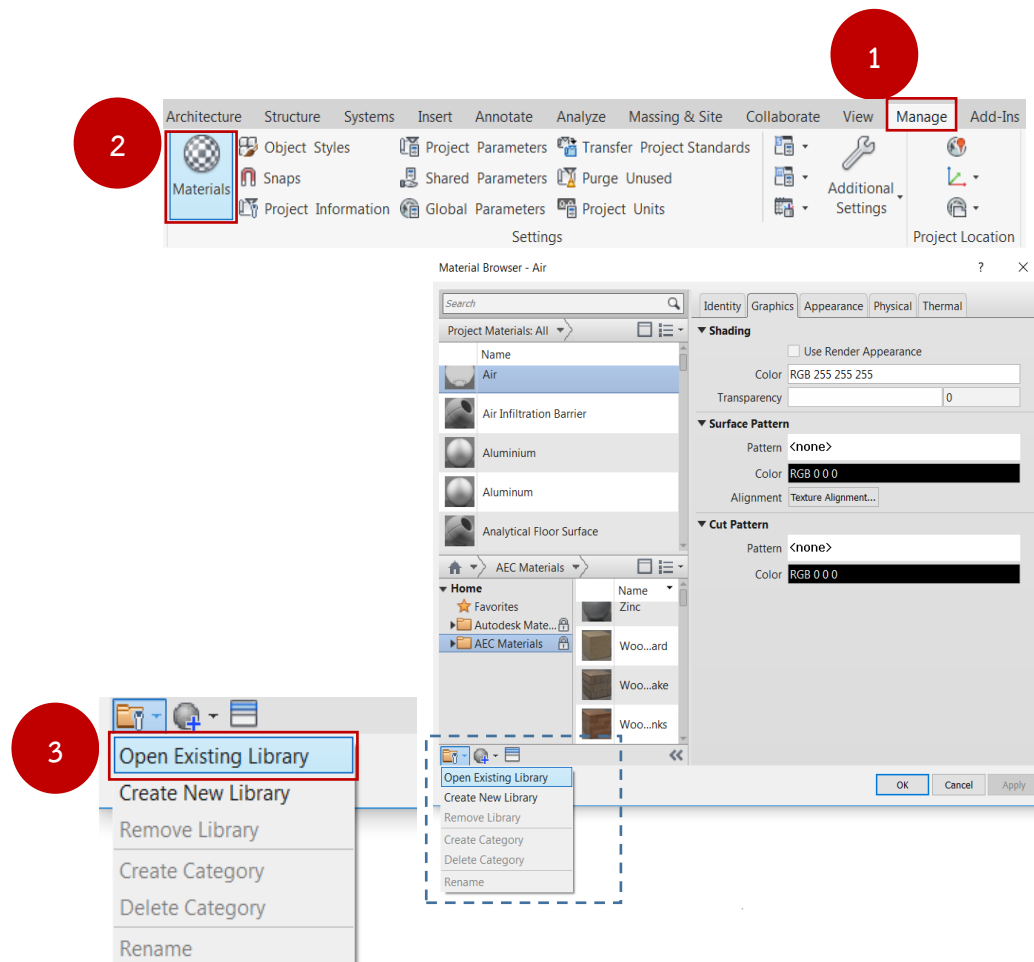 1
2
Architecture Structure Systems Insert Annotate Analyze Massing & Site Collaborate View Manage Add-Ins
Materials
Object Styles
Snaps
Project Information
Project Parameters
Shared Parameters
Global Parameters
Transfer Project Standards
Purge Unused
Project Units
Additional
Settings
Settings
Project Location
Material Browser - Air
? ×
Search
Project Materials: All
Name
Air
Air Infiltration Barrier
Aluminium
Aluminum
Analytical Floor Surface
AEC Materials
Home
Favorites
Autodesk Mate...
AEC Materials
Name
Zinc
Woo...ard
Woo...ake
Woo...nks
Identity Graphics Appearance Physical Thermal
Shading
Use Render Appearance
Color RGB 255 255 255
Transparency 0
Surface Pattern
Pattern <none>
Color RGB 0 0 0
Alignment Texture Alignment...
Cut Pattern
Pattern <none>
Color RGB 0 0 0
Open Existing Library
Create New Library
Remove Library
Create Category
Delete Category
Rename
OK Cancel Apply
3
Open Existing Library
Create New Library
Remove Library
Create Category
Delete Category
Rename